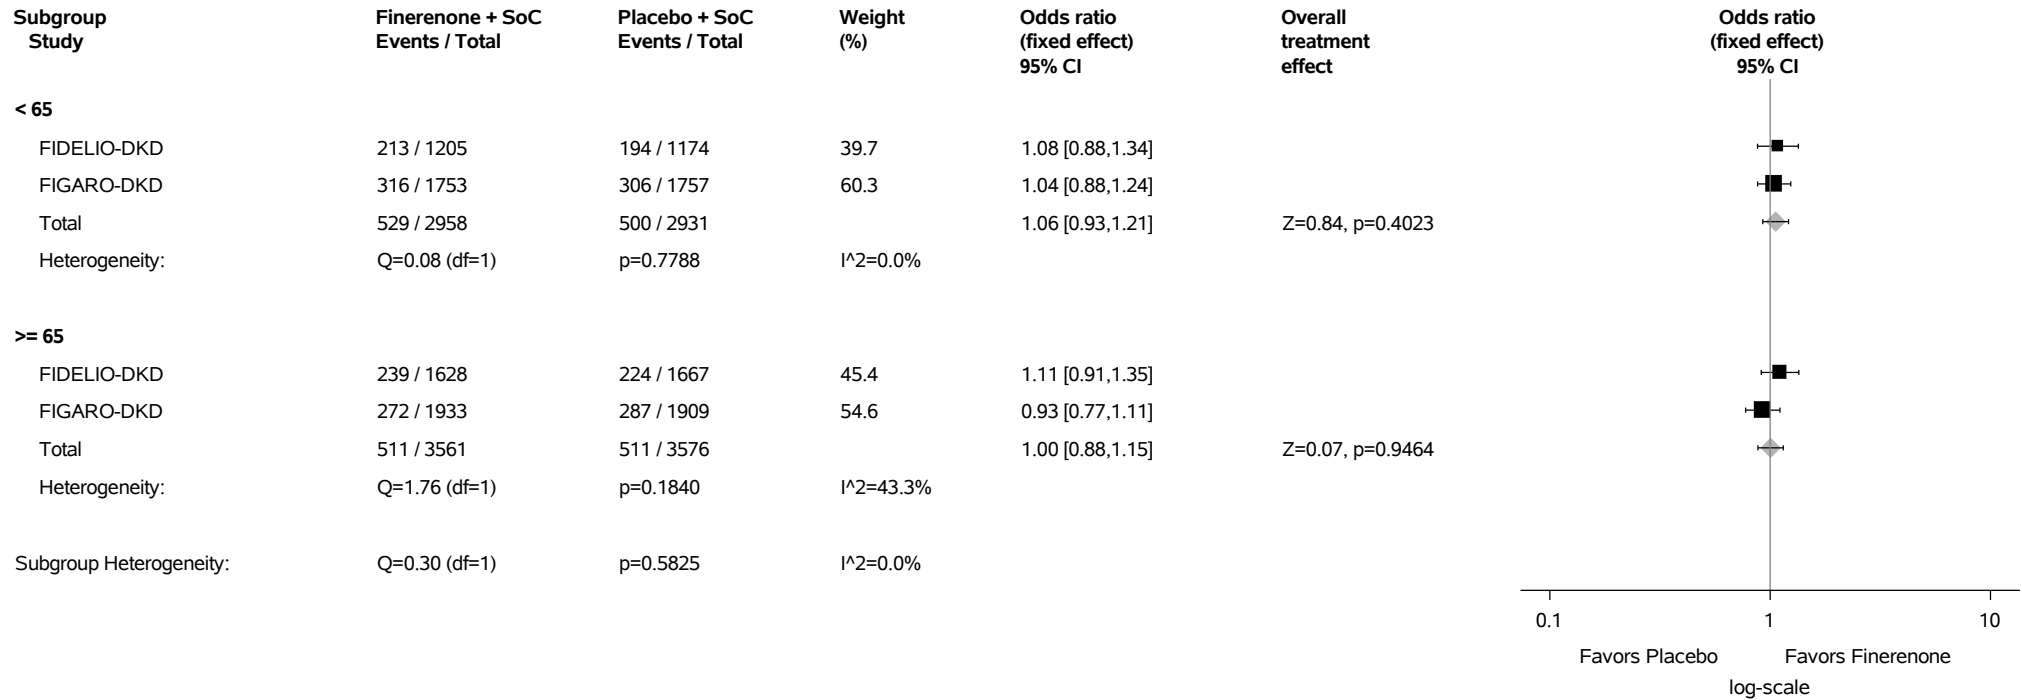 Subgroup Finerenone + SoC Placebo + SoC Weight Odds ratio Overall Odds ratio
Study Events / Total Events / Total (%) (fixed effect) treatment (fixed effect)
95% CI effect 95% CI
< 65
FIDELIO-DKD 213 / 1205 194 / 1174 39.7 1.08 [0.88,1.34]
FIGARO-DKD 316 / 1753 306 / 1757 60.3 1.04 [0.88,1.24]
Total 529 / 2958 500 / 2931 1.06 [0.93,1.21] Z=0.84, p=0.4023
Heterogeneity: Q=0.08 (df=1) p=0.7788 I^2=0.0%
>= 65
FIDELIO-DKD 239 / 1628 224 / 1667 45.4 1.11 [0.91,1.35]
FIGARO-DKD 272 / 1933 287 / 1909 54.6 0.93 [0.77,1.11]
Total 511 / 3561 511 / 3576 1.00 [0.88,1.15] Z=0.07, p=0.9464
Heterogeneity: Q=1.76 (df=1) p=0.1840 I^2=43.3%
Subgroup Heterogeneity: Q=0.30 (df=1) p=0.5825 I^2=0.0%
0.1 1 10
Favors Placebo Favors Finerenone
log-scale